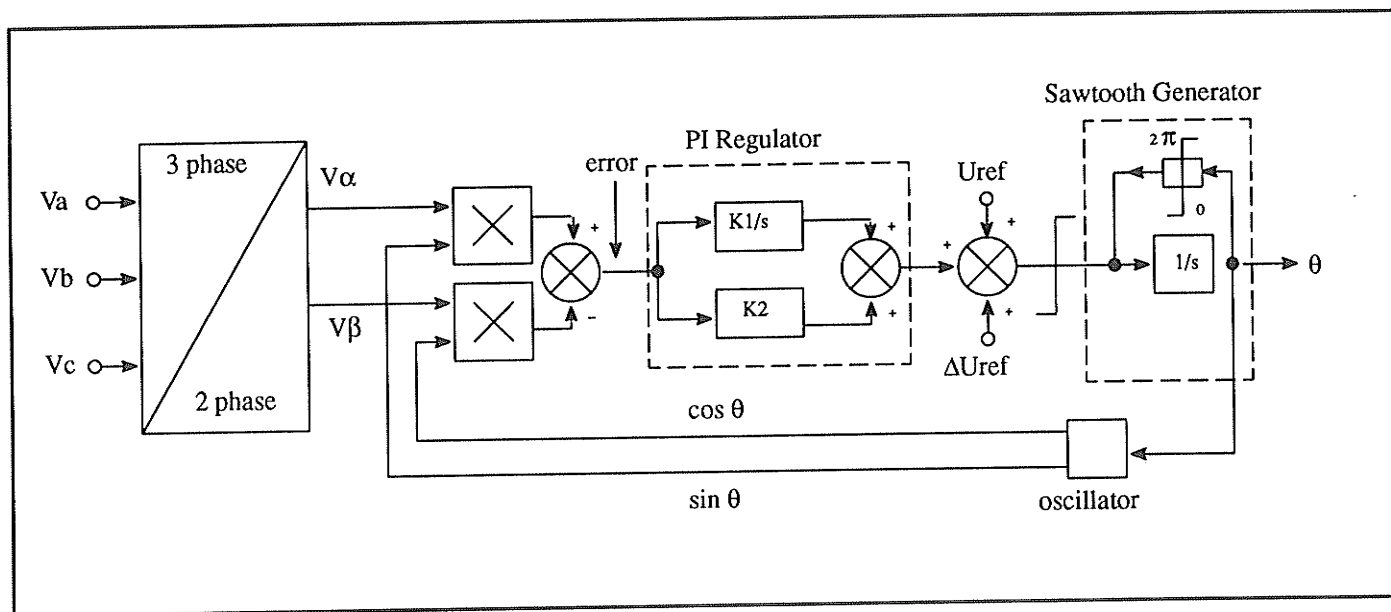 Sawtooth Generator
PI Regulator
2 π
3 phase
error
Uref
Vα
Va
+
+
+
K1/s
+
0
Vb
1/s
θ
K2
Vβ
-
+
+
Vc
ΔUref
2 phase
cos θ
sin θ
oscillator